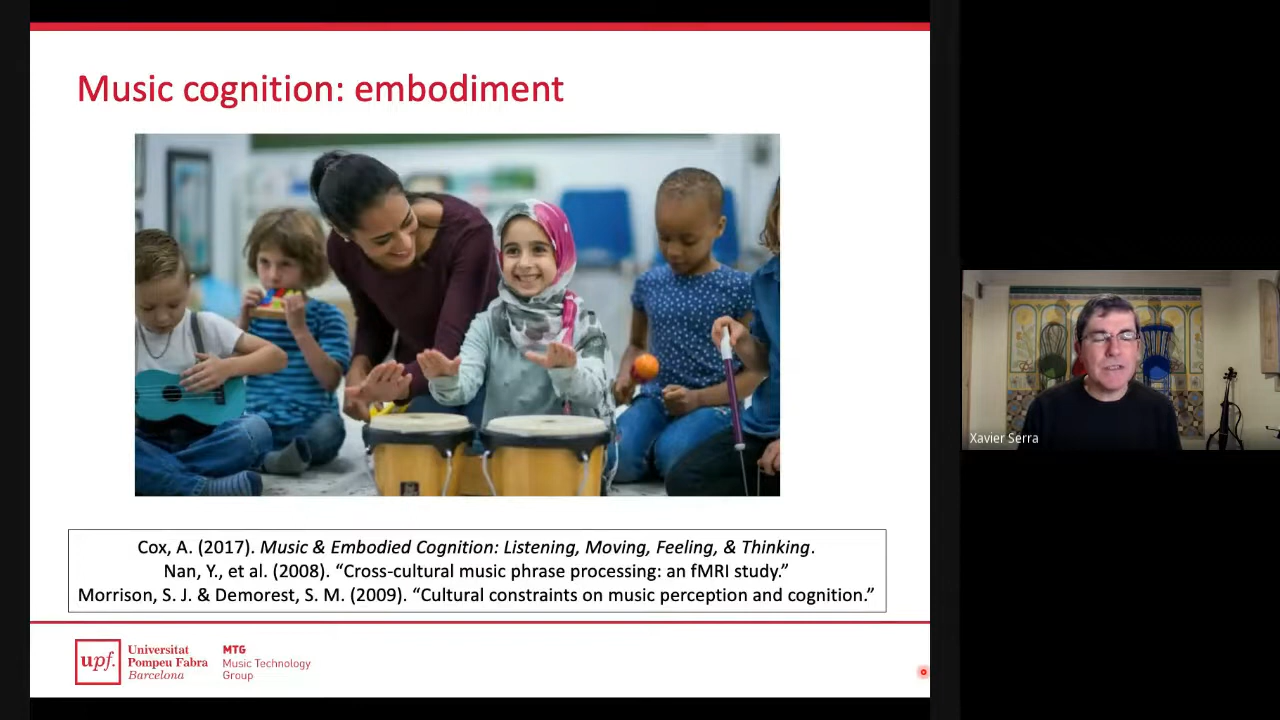 Music cognition: embodiment
Cox, A. (2017). Music & Embodied Cognition: Listening, Moving, Feeling, & Thinking.
Nan, Y., et al. (2008). “Cross-cultural music phrase processing: an fMRI study.”
Morrison, S. J. & Demorest, S. M. (2009). “Cultural constraints on music perception and cognition.”
upf.
Universitat
Pompeu Fabra
Barcelona
MTG
Music Technology
Group
Xavier Serra